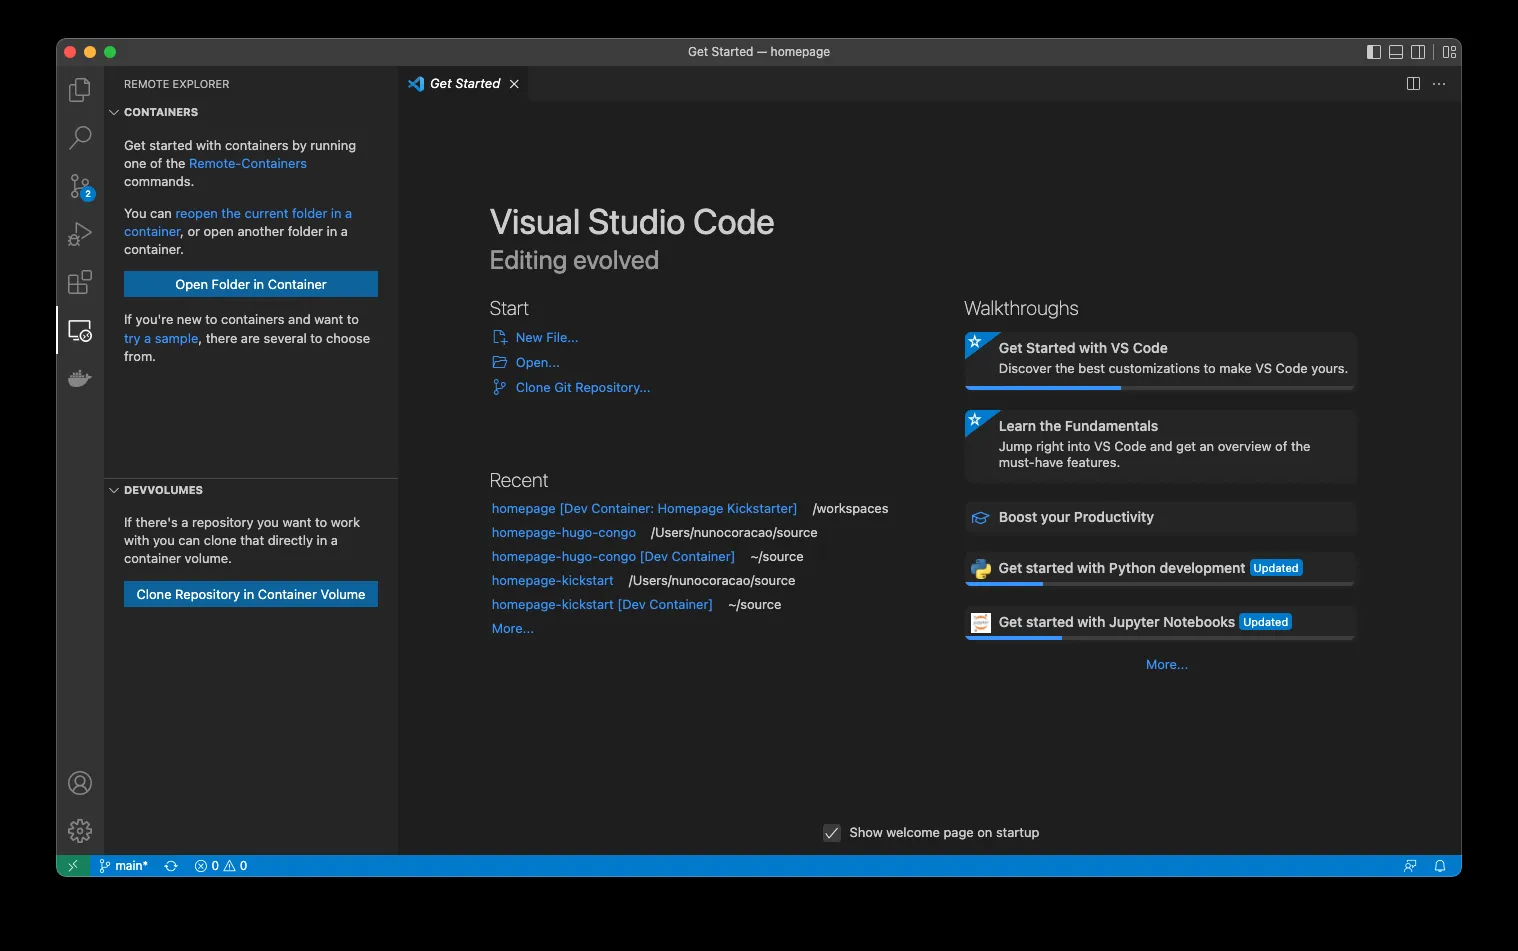 Get Started — homepage
REMOTE EXPLORER
CONTAINERS
Get started with containers by running
one of the Remote-Containers
commands.
You can reopen the current folder in a
container, or open another folder in a
container.
Open Folder in Container
If you're new to containers and want to
try a sample, there are several to choose
from.
DEVVOLUMES
If there's a repository you want to work
with you can clone that directly in a
container volume.
Clone Repository in Container Volume
2
Get Started
Visual Studio Code
Editing evolved
Start
New File...
Open...
Clone Git Repository...
Recent
homepage [Dev Container: Homepage Kickstarter] /workspaces
homepage-hugo-congo /Users/nunocoracao/source
homepage-hugo-congo [Dev Container] ~/source
homepage-kickstart /Users/nunocoracao/source
homepage-kickstart [Dev Container] ~/source
More...
Walkthroughs
Get Started with VS Code
Discover the best customizations to make VS Code yours.
Learn the Fundamentals
Jump right into VS Code and get an overview of the
must-have features.
Boost your Productivity
Get started with Python development Updated
Get started with Jupyter Notebooks Updated
More...
Show welcome page on startup
main* 0 0